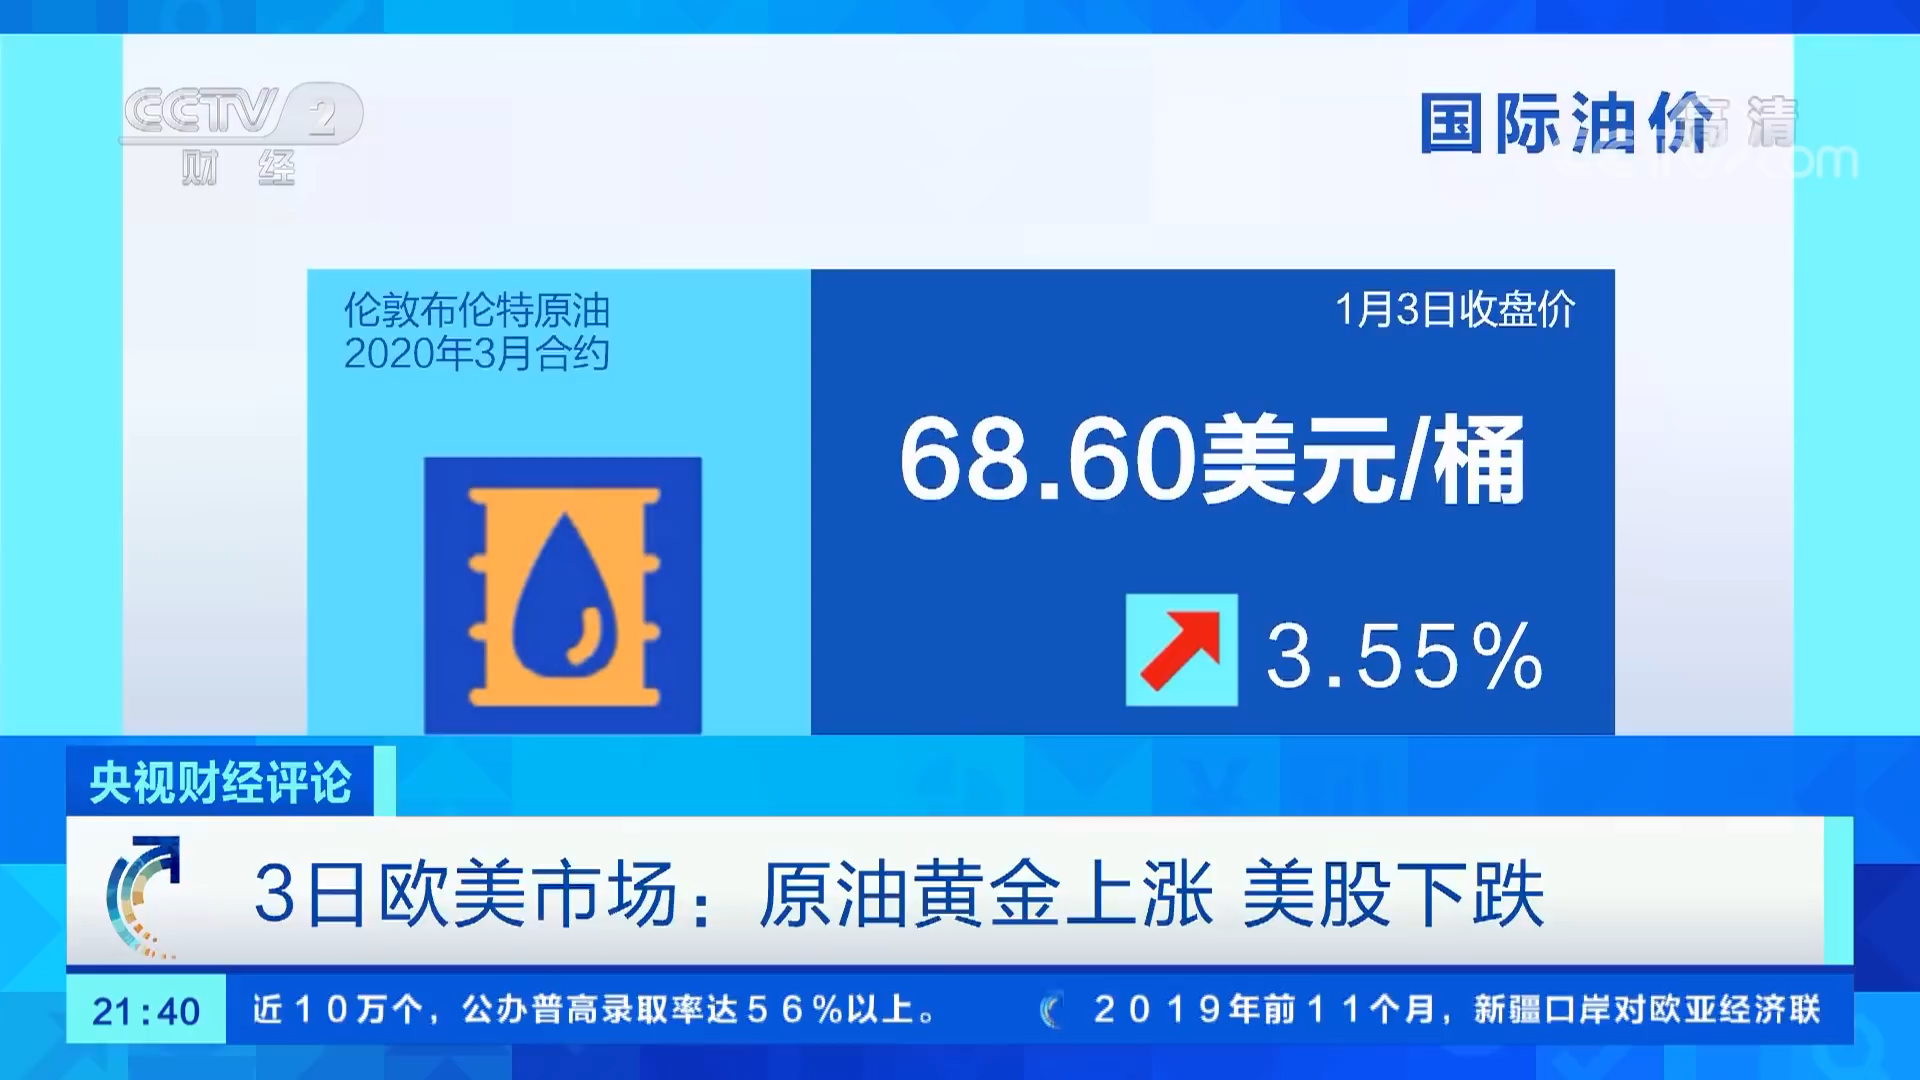 CCTV 2
财 经
国际油价
高清
伦敦布伦特原油
2020年3月合约
1月3日收盘价
68.60美元/桶
3.55%
央视财经评论
3日欧美市场：原油黄金上涨 美股下跌
21:40
近10万个，公办普高录取率达56%以上。
2019年前11个月，新疆口岸对欧亚经济联